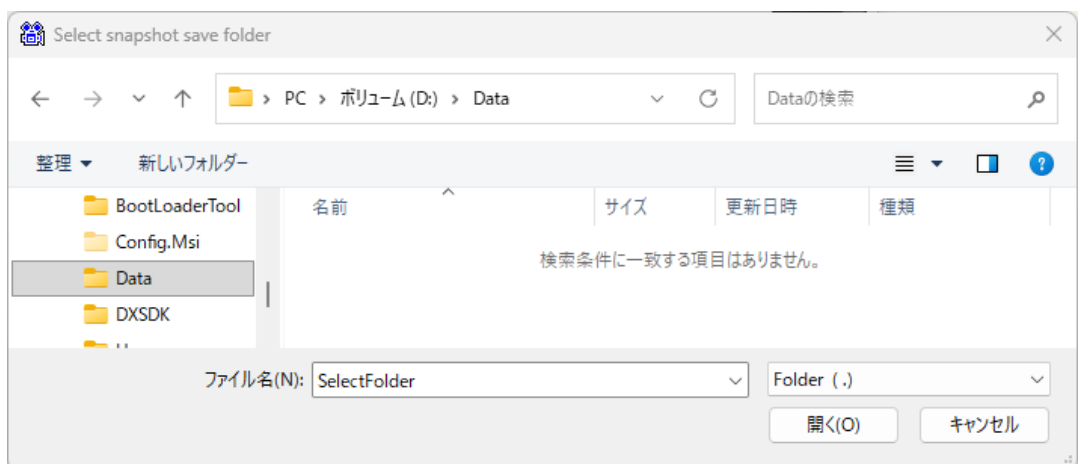 Select snapshot save folder
PC > ボリューム (D:) > Data
Dataの検索
整理 新しいフォルダー
?
BootLoaderTool
Config.Msi
Data
DXSDK
名前 サイズ 更新日時 種類
検索条件に一致する項目はありません。
ファイル名(N): SelectFolder Folder (.)
開く(O) キャンセル